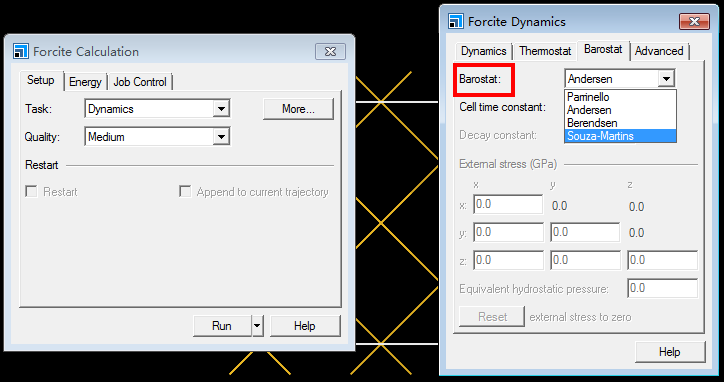 Forcite Calculation
Setup Energy Job Control
Task: Dynamics More...
Quality: Medium
Restart
Restart Append to current trajectory
Run Help
Forcite Dynamics
Dynamics Thermostat Barostat Advanced
Barostat: Andersen
Parrinello
Cell time constant: Andersen
Berendsen
Decay constant: Souza-Martins
External stress (GPa)
x y z
x: 0.0 0.0 0.0
y: 0.0 0.0 0.0
z: 0.0 0.0 0.0
Equivalent hydrostatic pressure: 0.0
Reset external stress to zero
Help